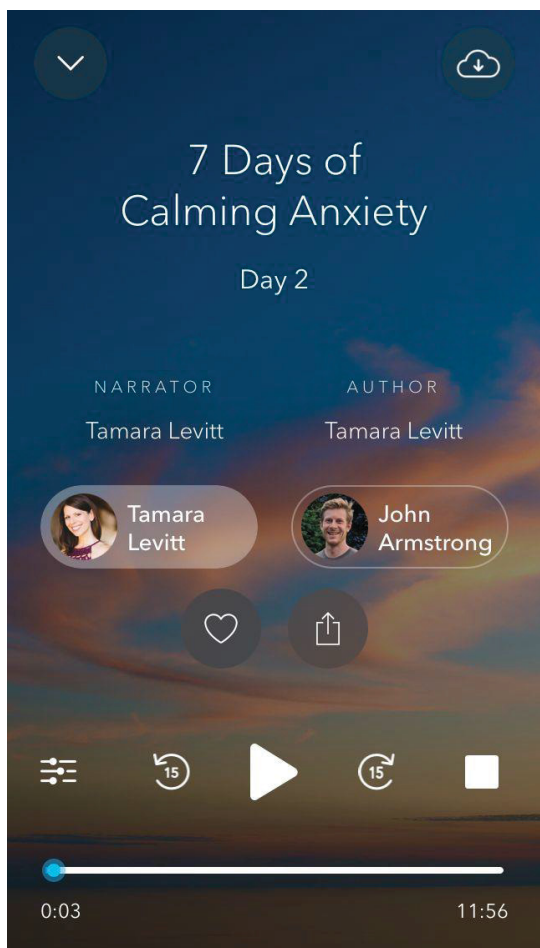 7 Days of
Calming Anxiety
Day 2
NARRATOR
AUTHOR
Tamara Levitt
Tamara Levitt
Tamara
Levitt
John
Armstrong
15
15
0:03
11:56